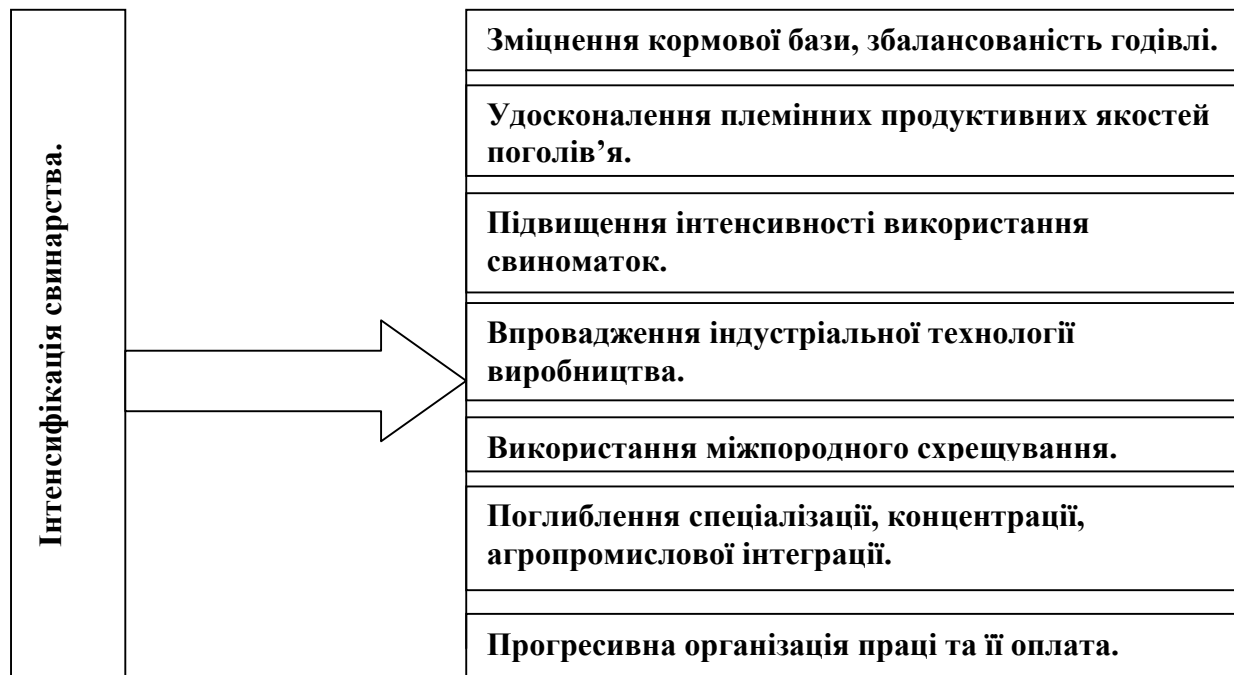 Інтенсифікація свинарства.
Зміцнення кормової бази, збалансованість годівлі.
Удосконалення племінних продуктивних якостей
поголів’я.
Підвищення інтенсивності використання
свиноматок.
Впровадження індустріальної технології
виробництва.
Використання міжпородного схрещування.
Поглиблення спеціалізації, концентрації,
агропромислової інтеграції.
Прогресивна організація праці та її оплата.